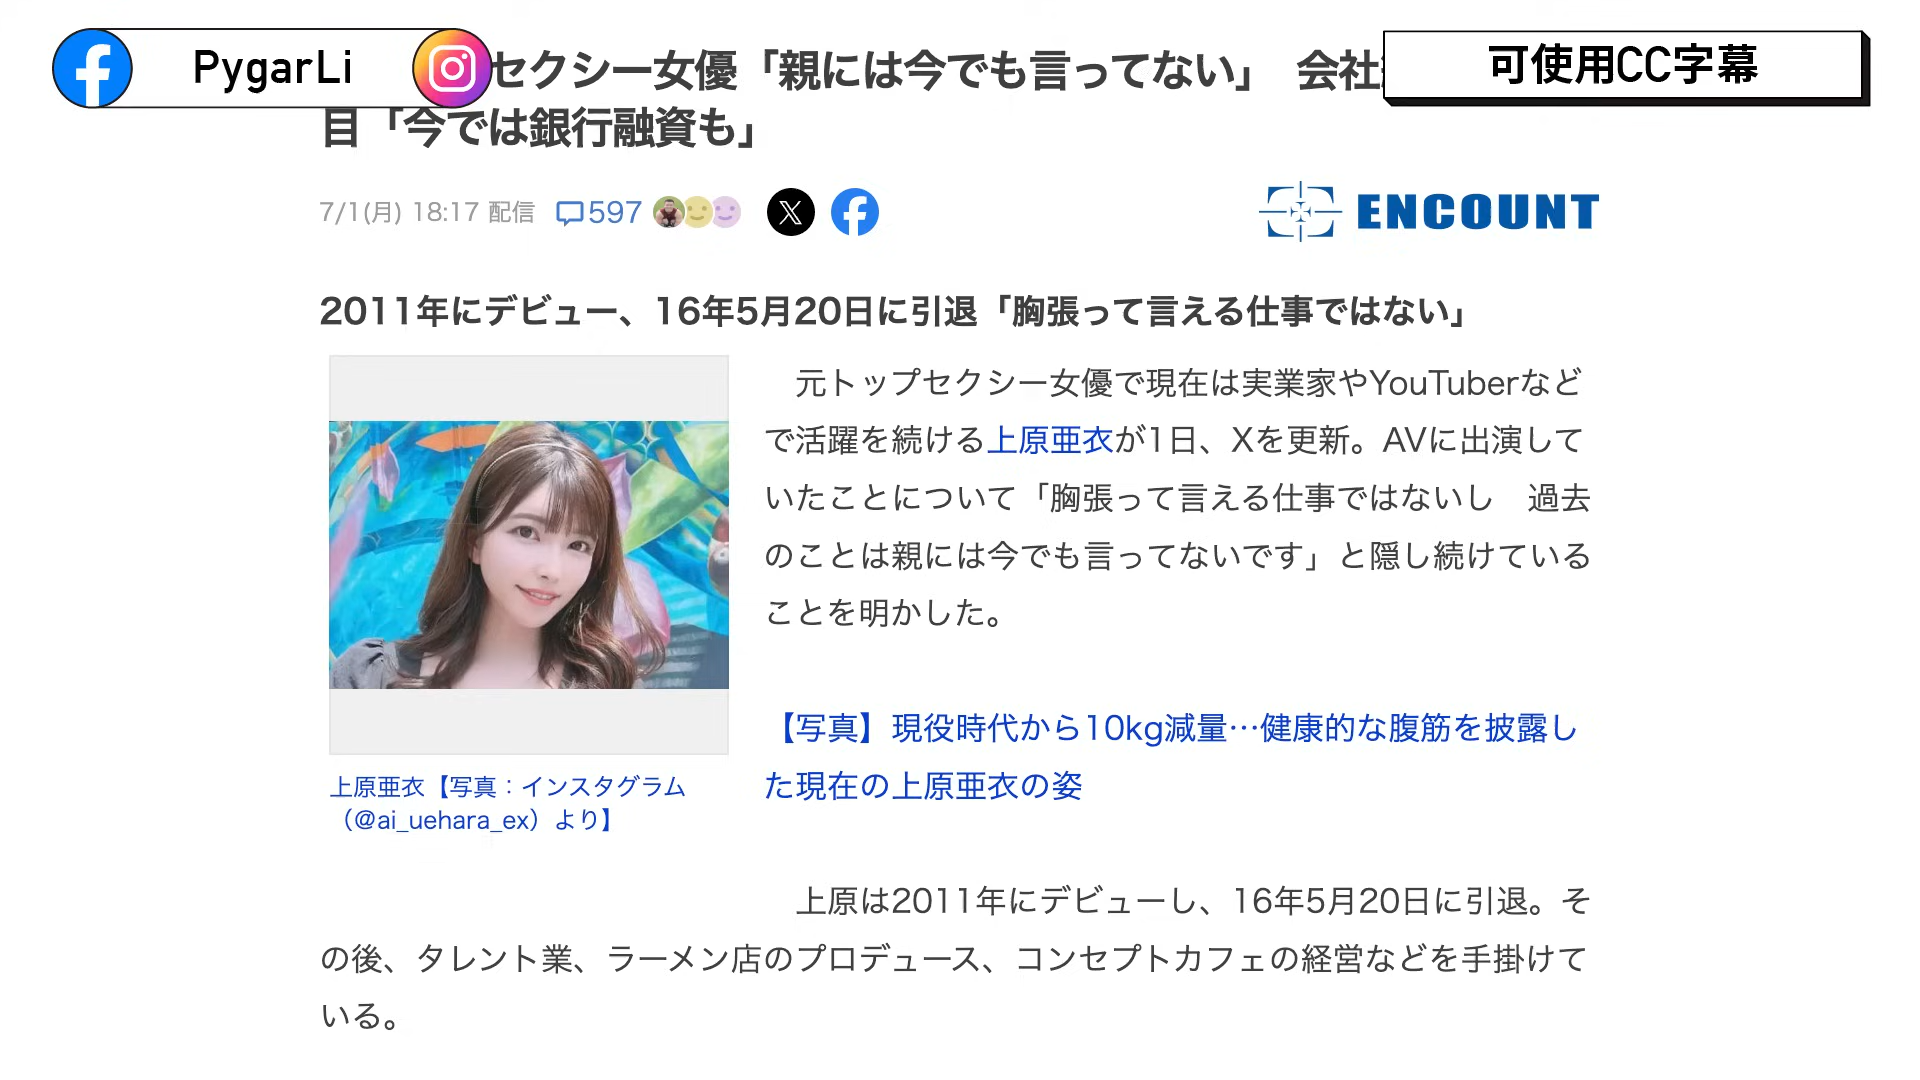 PygarLi
可使用CC字幕
セクシー女優「親には今でも言ってない」 会社
目「今では銀行融資も」
7/1(月) 18:17 配信 597
ENCOUNT
2011年にデビュー、16年5月20日に引退「胸張って言える仕事ではない」
元トップセクシー女優で現在は実業家やYouTuberなど
で活躍を続ける上原亜衣が1日、Xを更新。AVに出演して
いたことについて「胸張って言える仕事ではないし 過去
のことは親には今でも言ってないです」と隠し続けている
ことを明かした。
【写真】現役時代から10kg減量…健康的な腹筋を披露し
た現在の上原亜衣の姿
上原亜衣【写真：インスタグラム
（@ai_uehara_ex）より】
上原は2011年にデビューし、16年5月20日に引退。そ
の後、タレント業、ラーメン店のプロデュース、コンセプトカフェの経営などを手掛けて
いる。